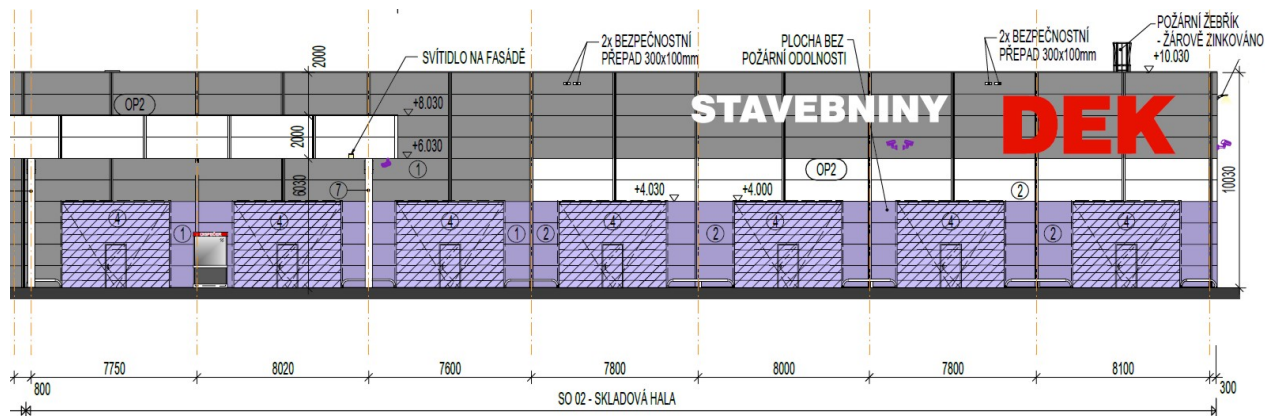 POŽÁRNÍ ŽEBŘÍK
- ŽÁROVĚ ZINKOVÁNO
+10.030
2x BEZPEČNOSTNÍ
PŘEPAD 300x100mm
PLOCHA BEZ
POŽÁRNÍ ODOLNOSTI
2x BEZPEČNOSTNÍ
PŘEPAD 300x100mm
SVÍTIDLO NA FASÁDĚ
2000
OP2
+8.030
STAVEBNINY
DEK
2000
+6.030
1
OP2
6030
7
+4.030
+4.000
2
10030
4
4
4
4
4
4
4
1
1
2
2
2
7750
8020
7600
7800
8000
7800
8100
800
300
SO 02 - SKLADOVÁ HALA